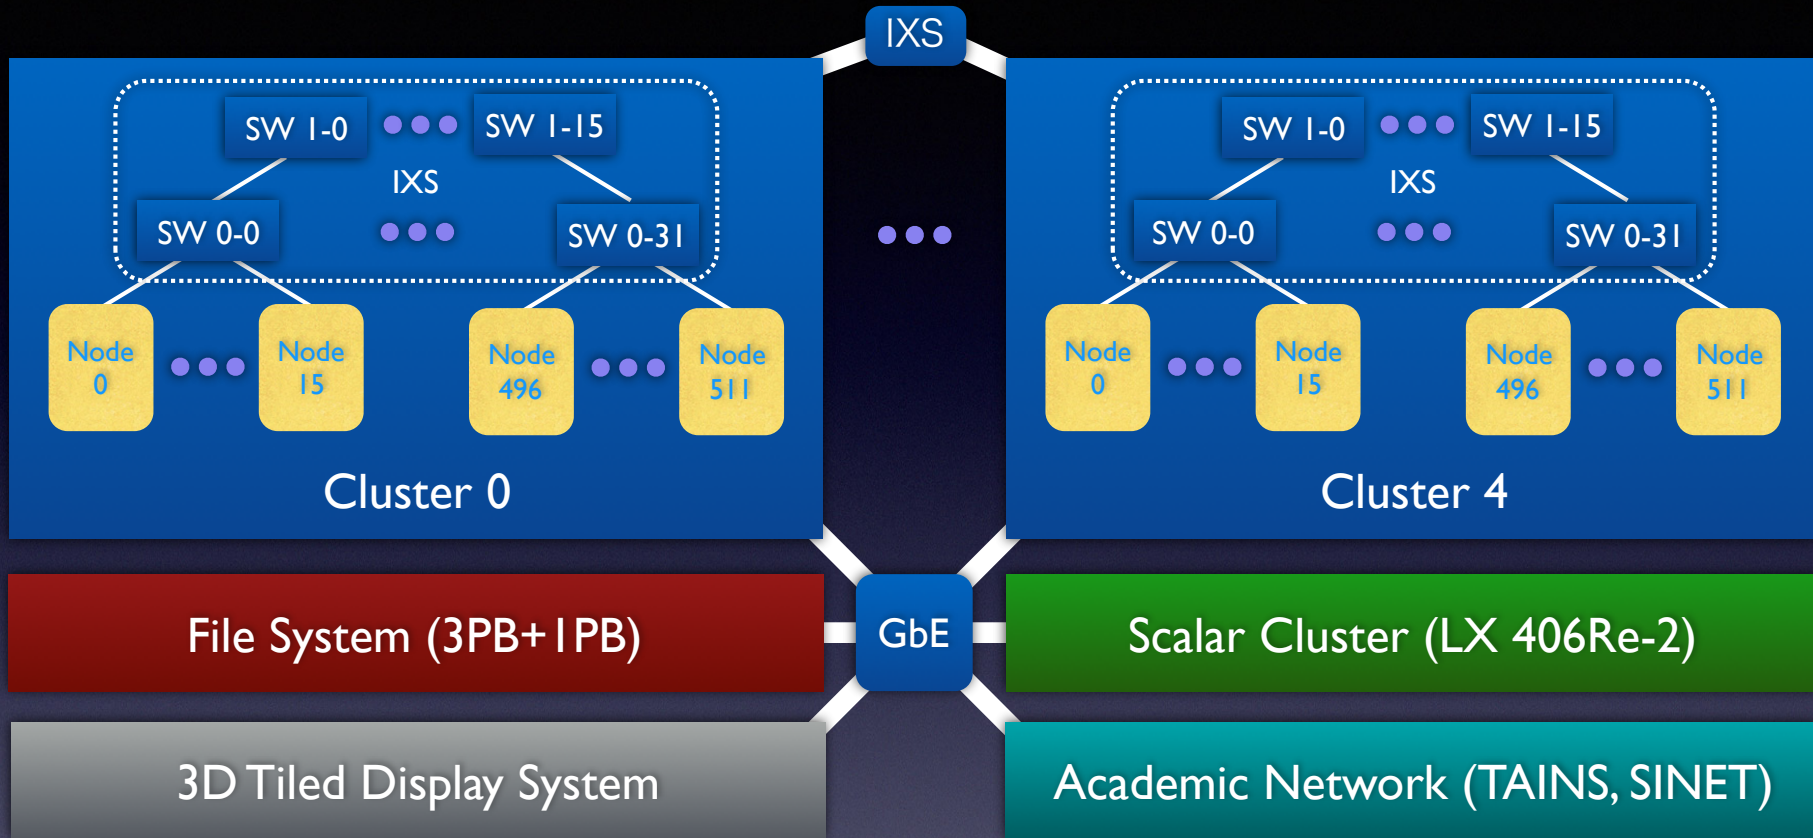 IXS
SW 1-0
SW 1-15
IXS
SW 0-0
SW 0-31
Node
0
Node
15
Node
496
Node
511
Cluster 0
SW 1-0
SW 1-15
IXS
SW 0-0
SW 0-31
Node
0
Node
15
Node
496
Node
511
Cluster 4
File System (3PB+1PB)
GbE
Scalar Cluster (LX 406Re-2)
3D Tiled Display System
Academic Network (TAINS, SINET)